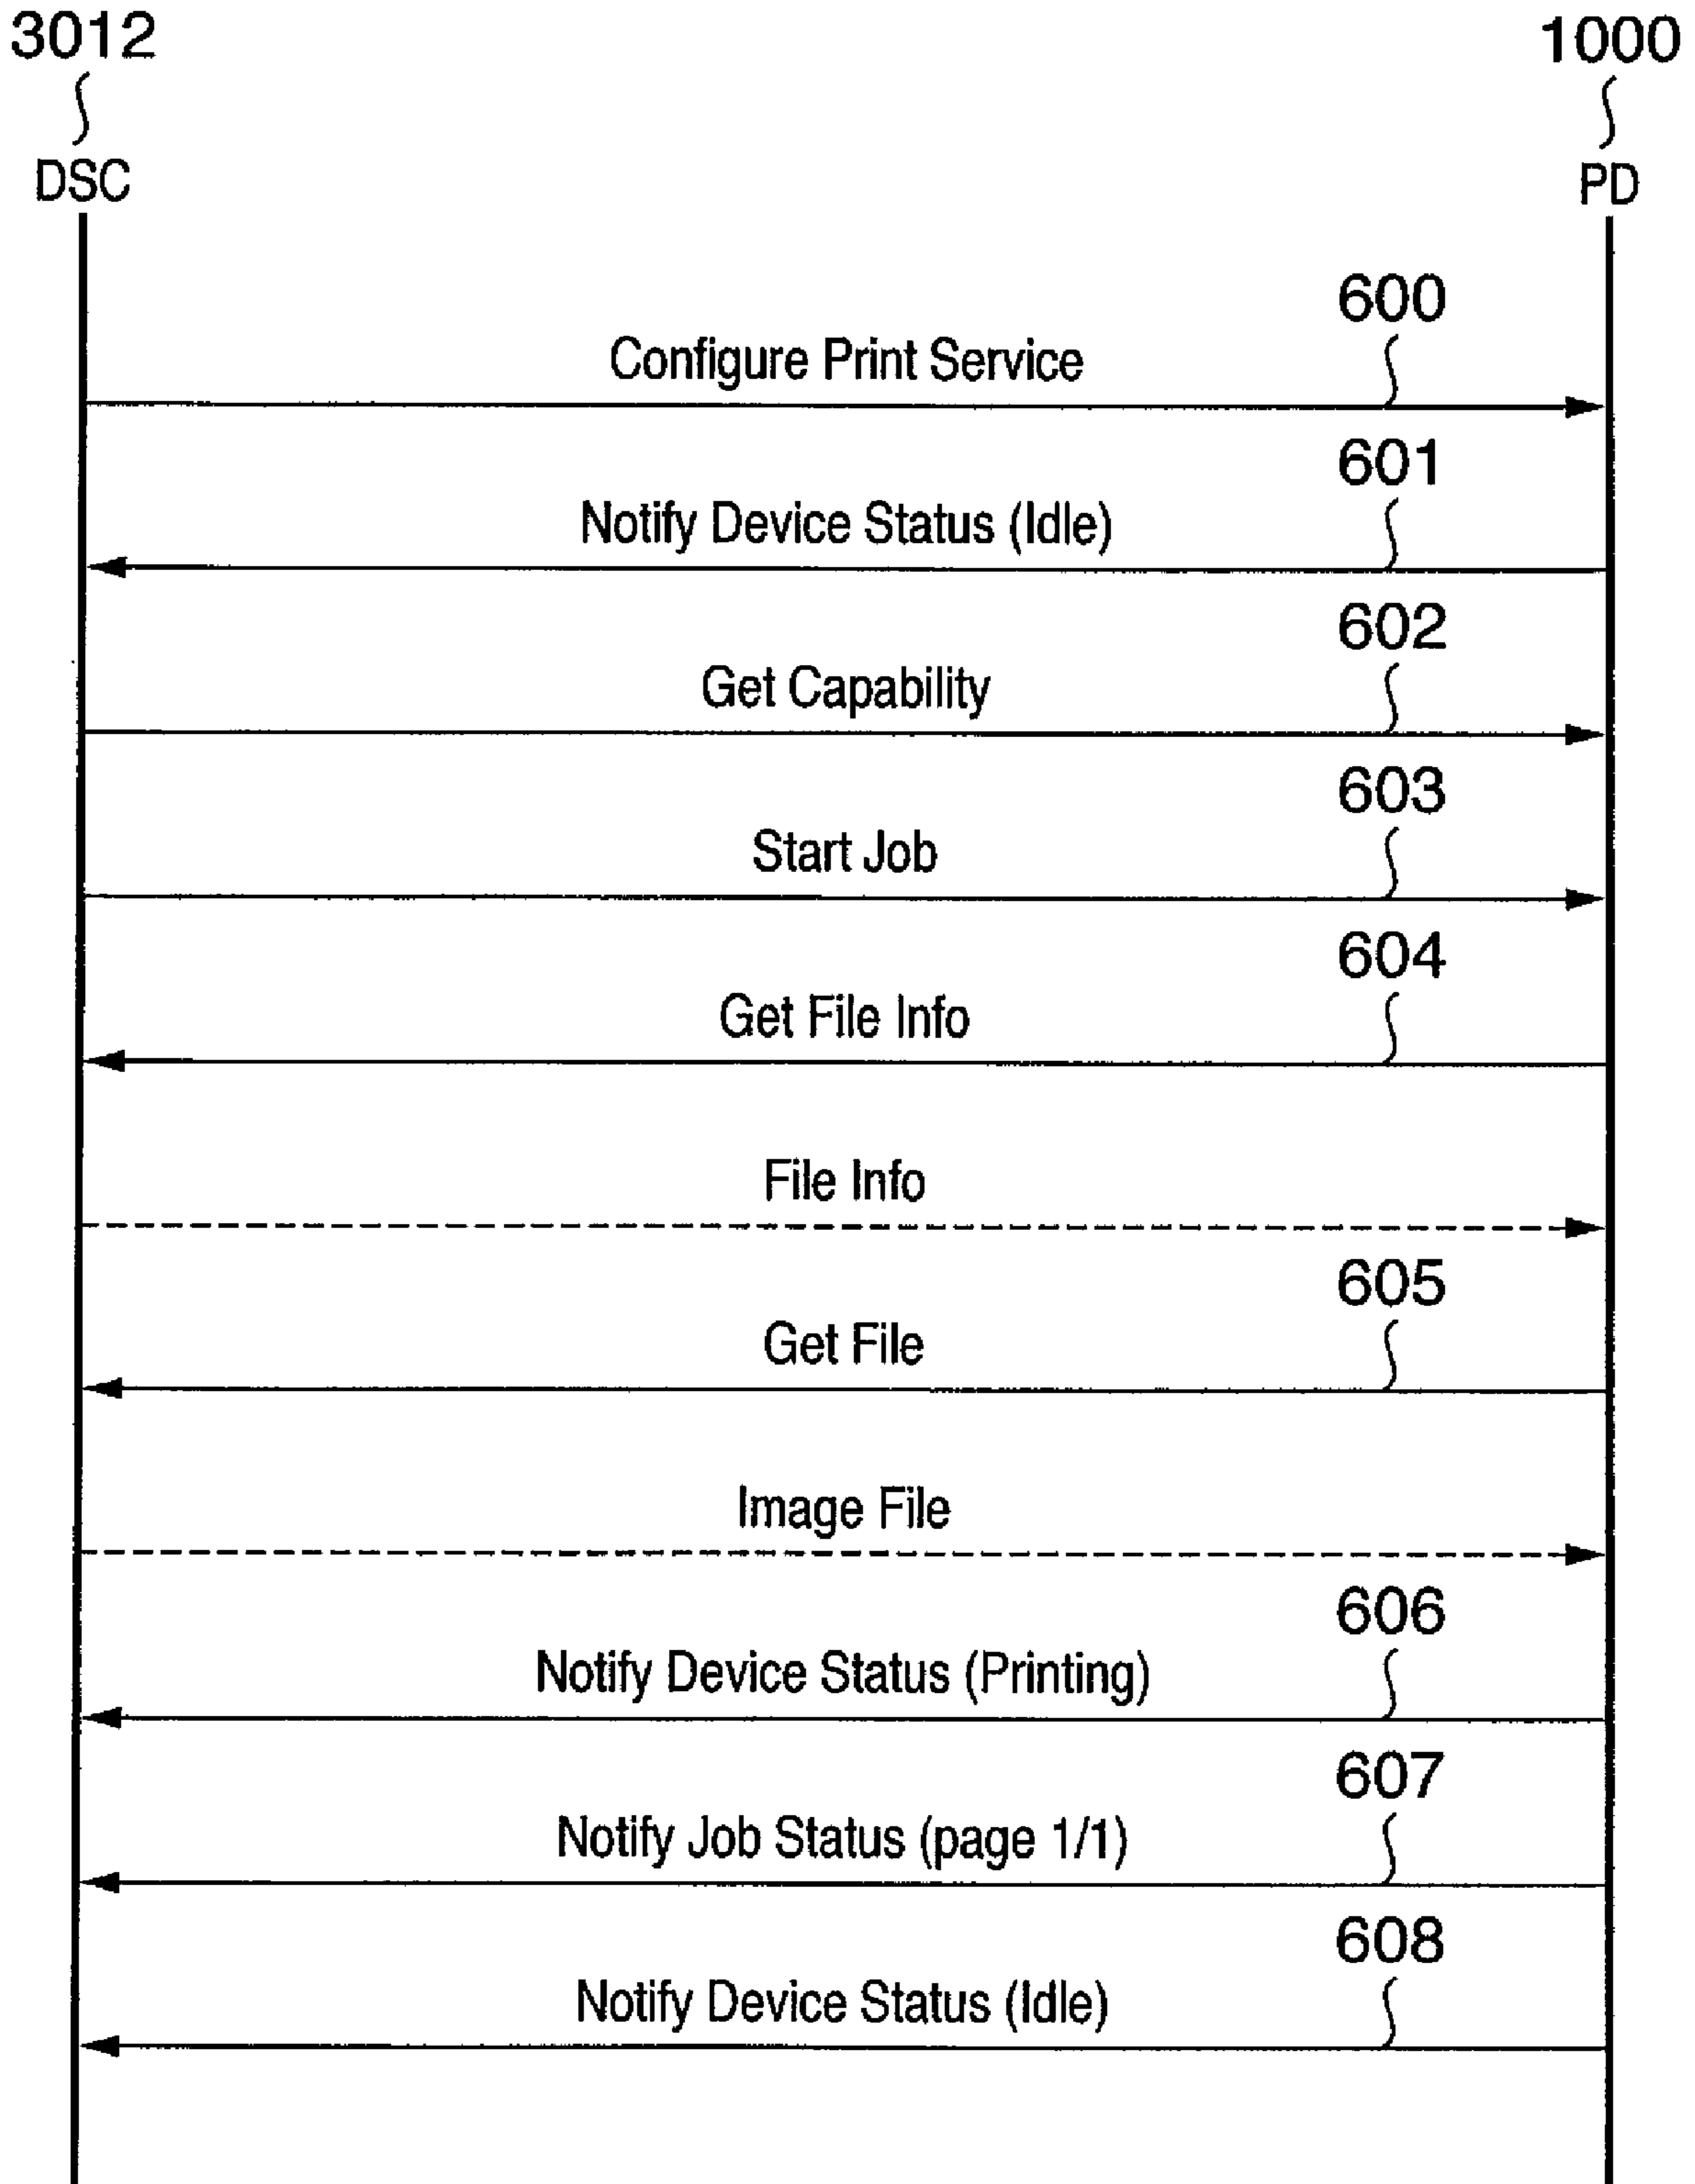 3012 1000
DSC PD
600
Configure Print Service
601
Notify Device Status (Idle)
602
Get Capability
603
Start Job
604
Get File Info
File Info
605
Get File
Image File
606
Notify Device Status (Printing)
607
Notify Job Status (page 1/1)
608
Notify Device Status (Idle)